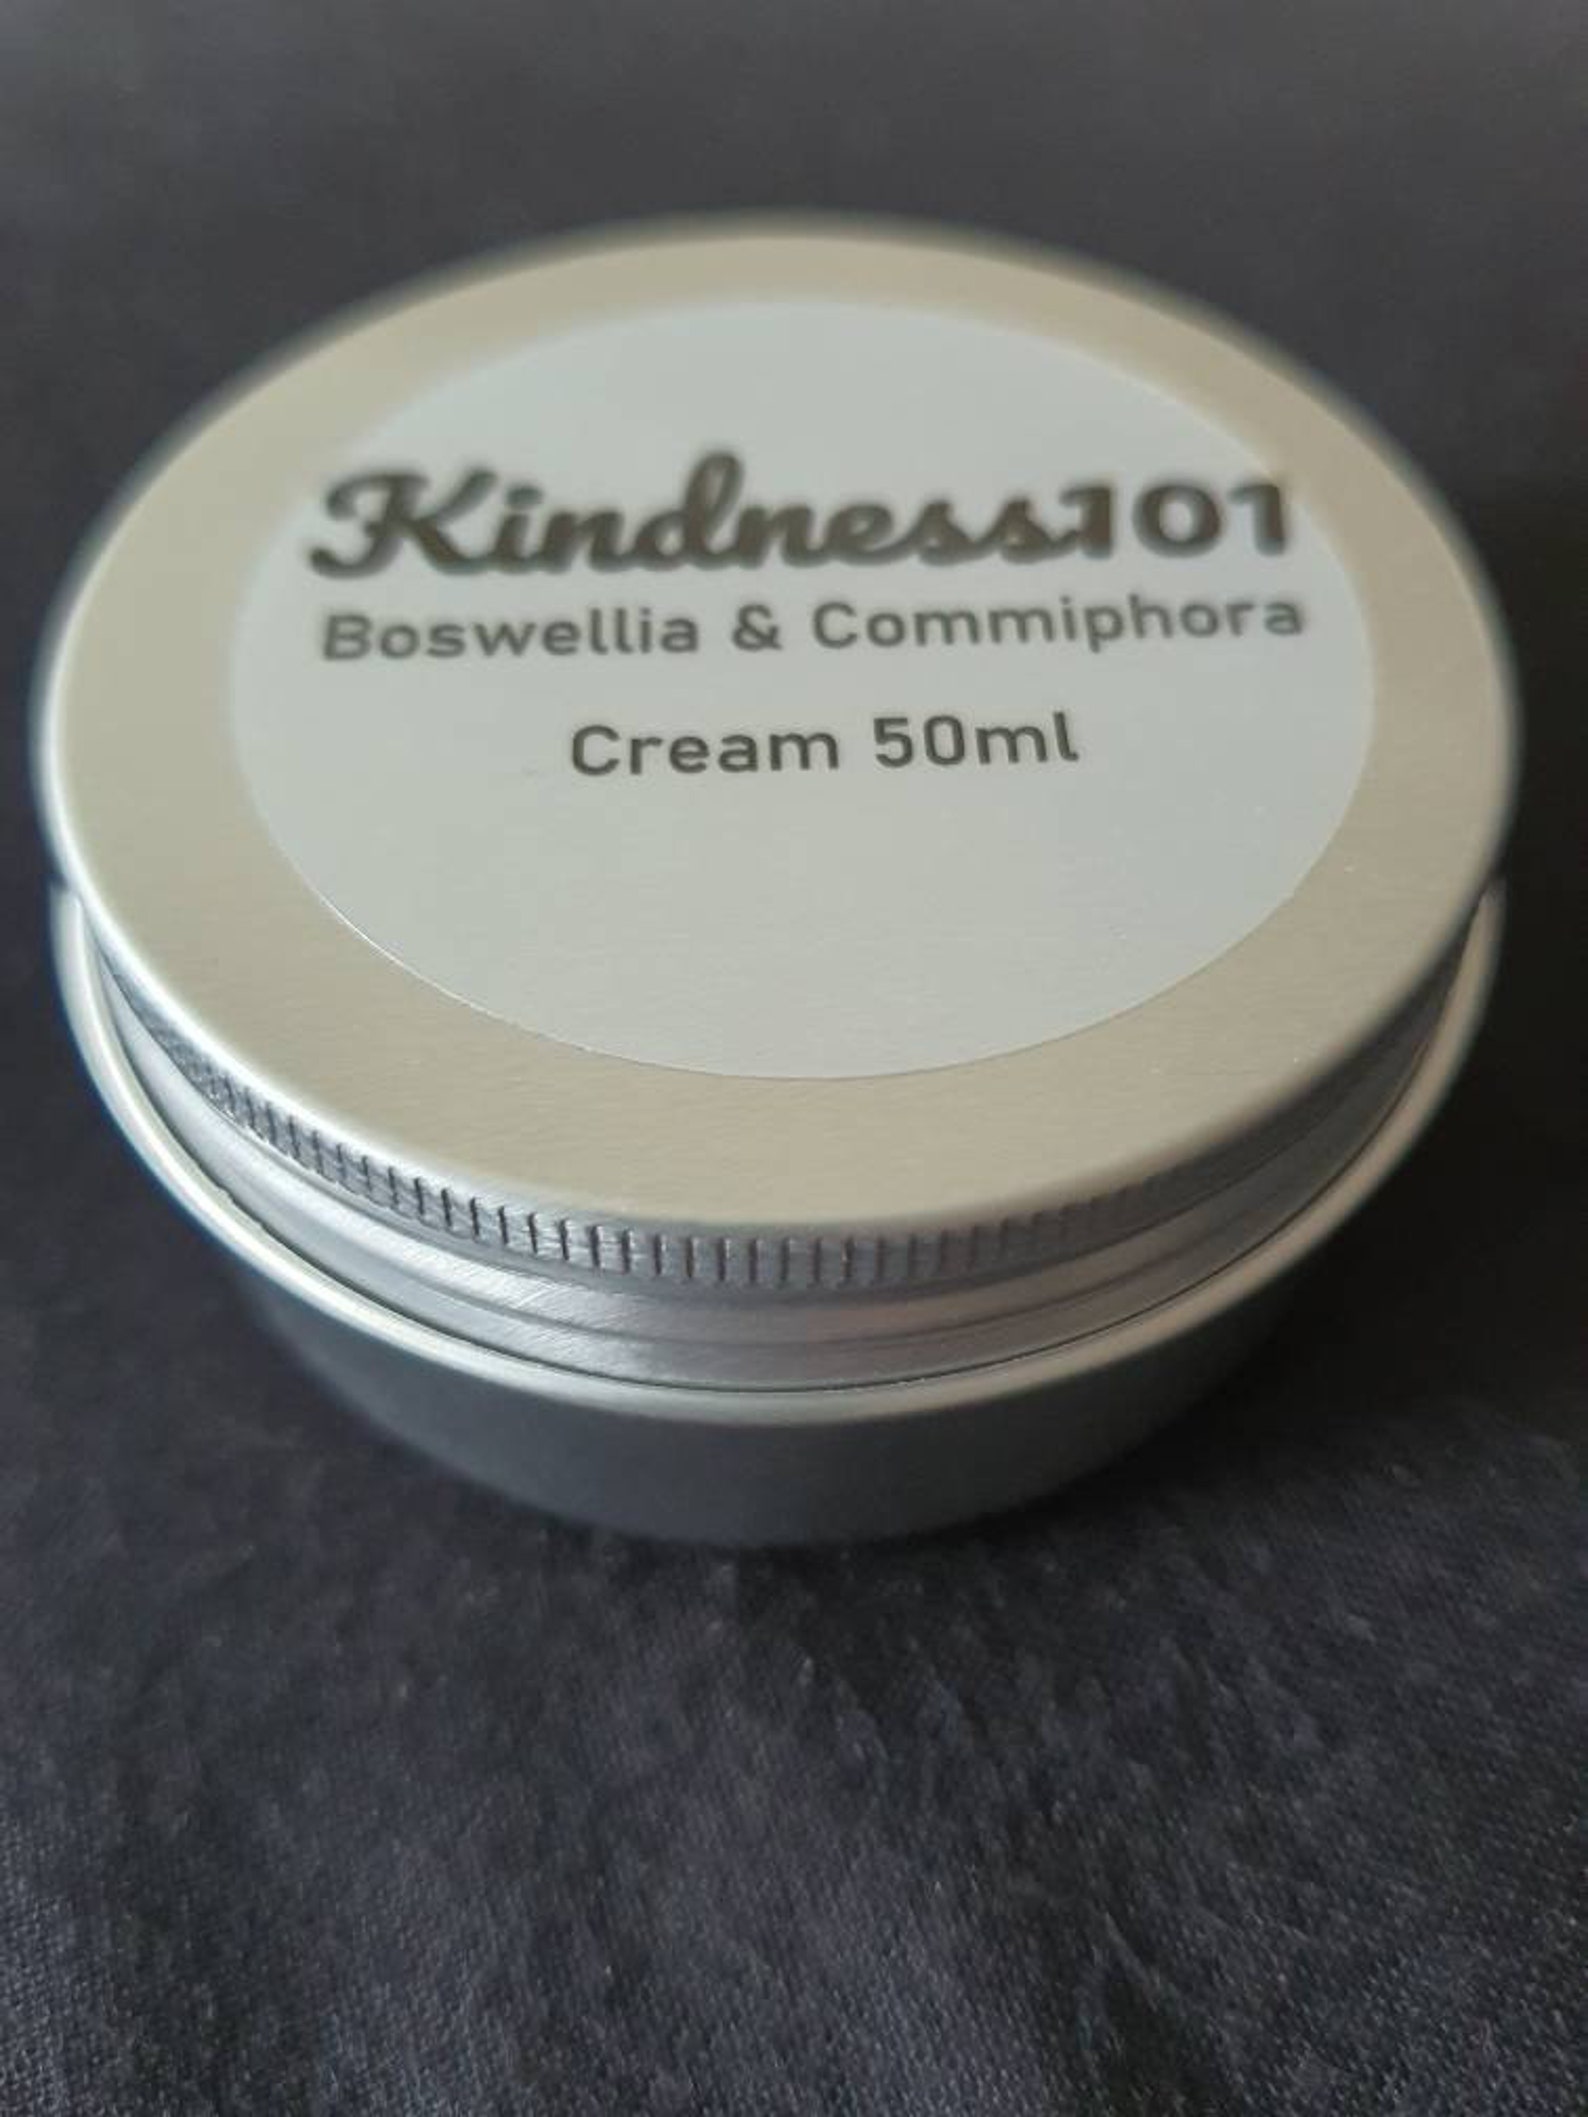 Kindness101
Boswellia & Commiphora
Cream 50ml